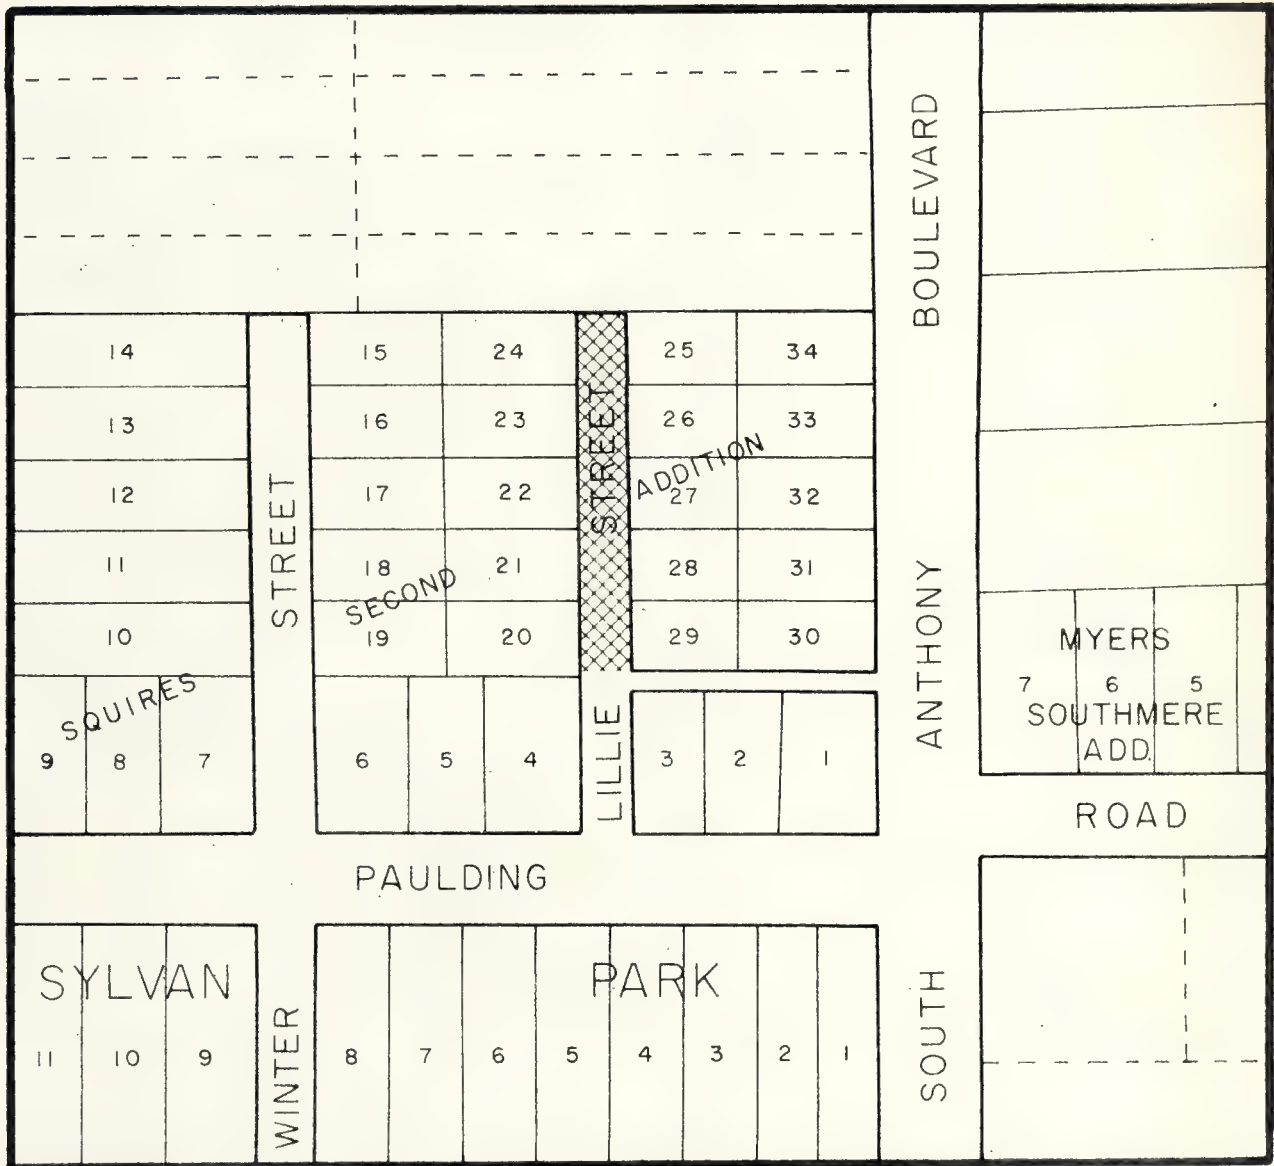 BOULEVARD
14 15 24 25 34
13 16 23 26 33
ADDITION
12 17 22 27 32
STREET STREET
11 18 21 28 31
SECOND
10 19 20 29 30
ANTHONY
MYERS
7 6 5
SOUTHMERE
ADD.
SQUIRES
9 8 7 6 5 4 3 2 1
LILLIE
ROAD
PAULDING
SYLVAN PARK
11 10 9 8 7 6 5 4 3 2 1
WINTER
SOUTH